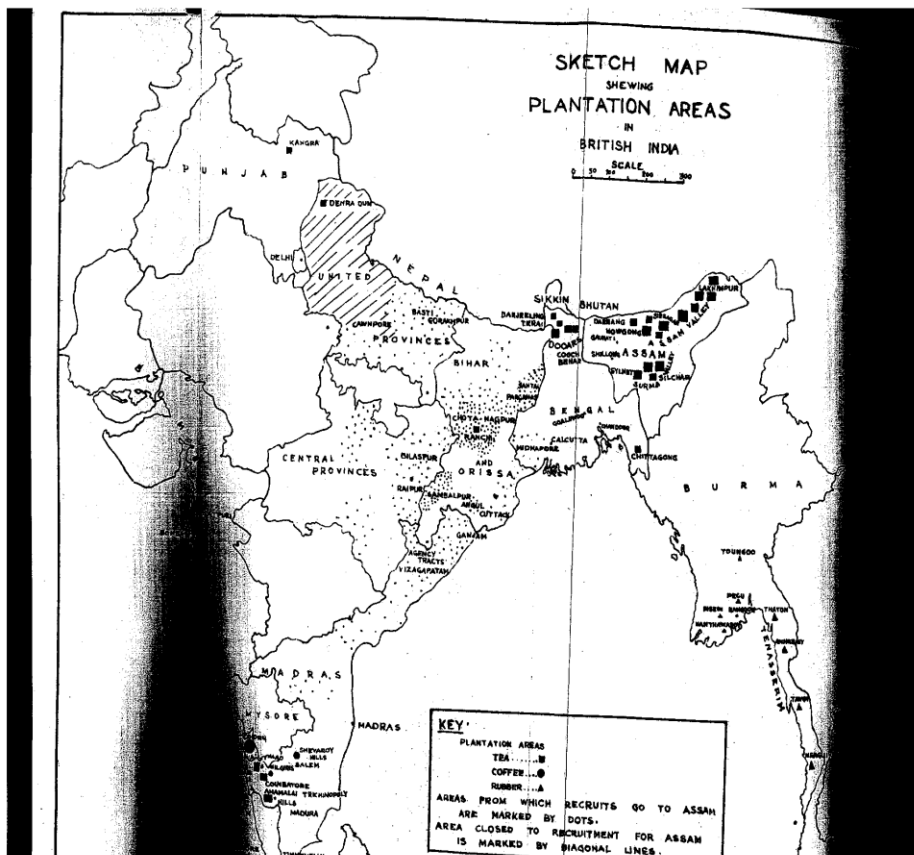 SKETCH MAP
SHEWING
PLANTATION AREAS
IN
BRITISH INDIA
SCALE
0 50 100 200 300
KANGRA
PUNJAB
DEHRA DUN
DELHI
UNITED
NEPAL
SIKKIN
BHUTAN
LAKHIMPUR
DARJEELING
TERAI
DARRANG
NOWGONG
ASSAM VALLEY
BASTI
GORAKHPUR
CAWNPORE
PROVINCES
DOOARS
COOCH
BEHAR
SHILLONG
ASSAM
BIHAR
SYLHET
SILCHAR
SURMA
VALLEY
CHOTA NAGPUR
RANCHI
BENGAL
CALCUTTA
MIDNAPORE
CHITTAGONG
CENTRAL
PROVINCES
BILASPUR
AND
ORISSA
RAIPUR
SAMBALPUR
ANGUL
CUTTACK
BURMA
GANJAM
AGENCY
TRACTS
VIZAGAPATAM
TOUNGOO
PEGU
RANGOON
THATON
HANTHAWADDY
TENASSERIM
MADRAS
MYSORE
MADRAS
SHEVAROY
HILLS
SALEM
COIMBATORE
ANAMALAI TRICHINOPOLY
HILLS
MADURA
KEY:
PLANTATION AREAS
TEA
COFFEE
RUBBER
AREAS FROM WHICH RECRUITS GO TO ASSAM
ARE MARKED BY DOTS.
AREA CLOSED TO RECRUITMENT FOR ASSAM
IS MARKED BY DIAGONAL LINES.